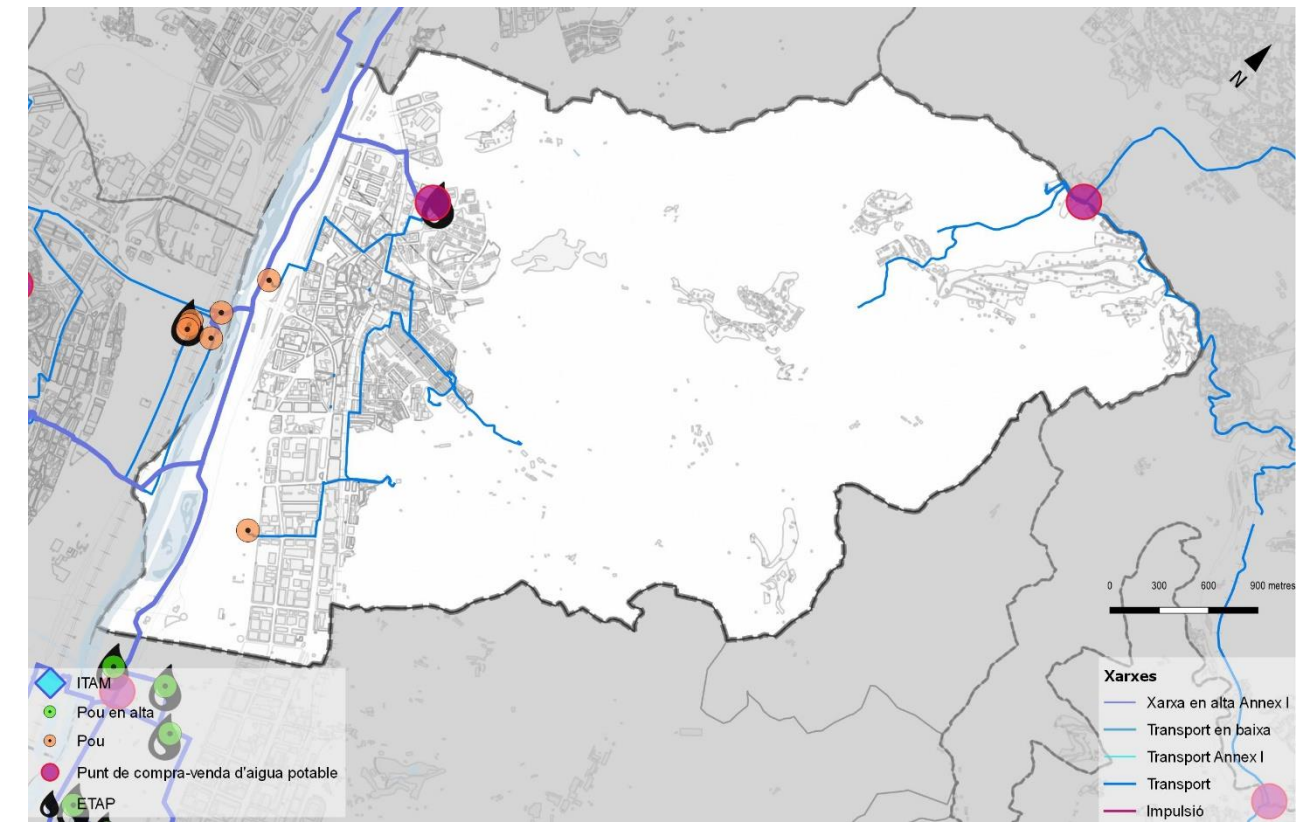 N
0 300 600 900 metres
ITAM
Pou en alta
Pou
Punt de compra-venda d'aigua potable
ETAP
Xarxes
Xarxa en alta Annex I
Transport en baixa
Transport Annex I
Transport
Impulsió